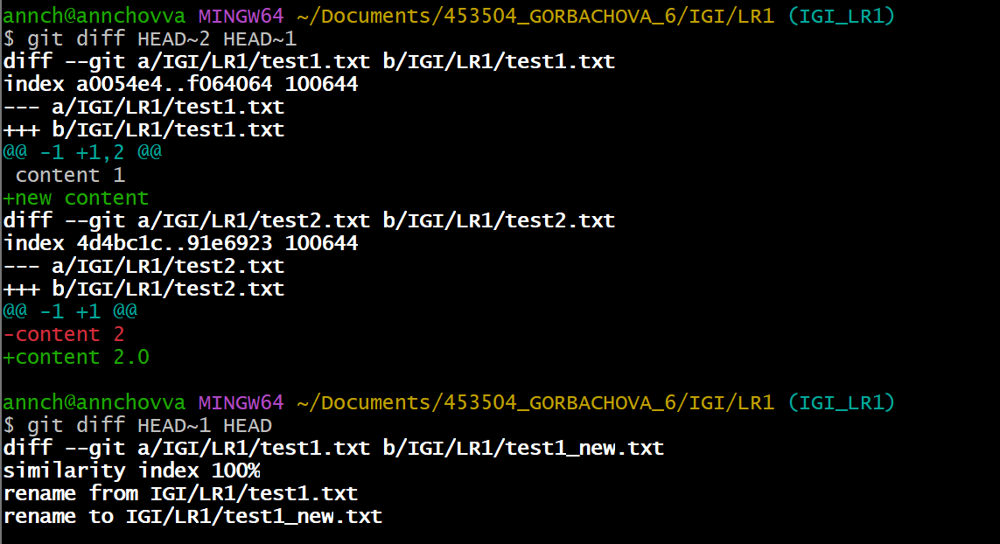 annch@annchovva MINGW64 ~/Documents/453504_GORBACHOVA_6/IGI/LR1 (IGI_LR1)
$ git diff HEAD~2 HEAD~1
diff --git a/IGI/LR1/test1.txt b/IGI/LR1/test1.txt
index a0054e4..f064064 100644
--- a/IGI/LR1/test1.txt
+++ b/IGI/LR1/test1.txt
@@ -1 +1,2 @@
 content 1
+new content
diff --git a/IGI/LR1/test2.txt b/IGI/LR1/test2.txt
index 4d4bc1c..91e6923 100644
--- a/IGI/LR1/test2.txt
+++ b/IGI/LR1/test2.txt
@@ -1 +1 @@
-content 2
+content 2.0

annch@annchovva MINGW64 ~/Documents/453504_GORBACHOVA_6/IGI/LR1 (IGI_LR1)
$ git diff HEAD~1 HEAD
diff --git a/IGI/LR1/test1.txt b/IGI/LR1/test1_new.txt
similarity index 100%
rename from IGI/LR1/test1.txt
rename to IGI/LR1/test1_new.txt